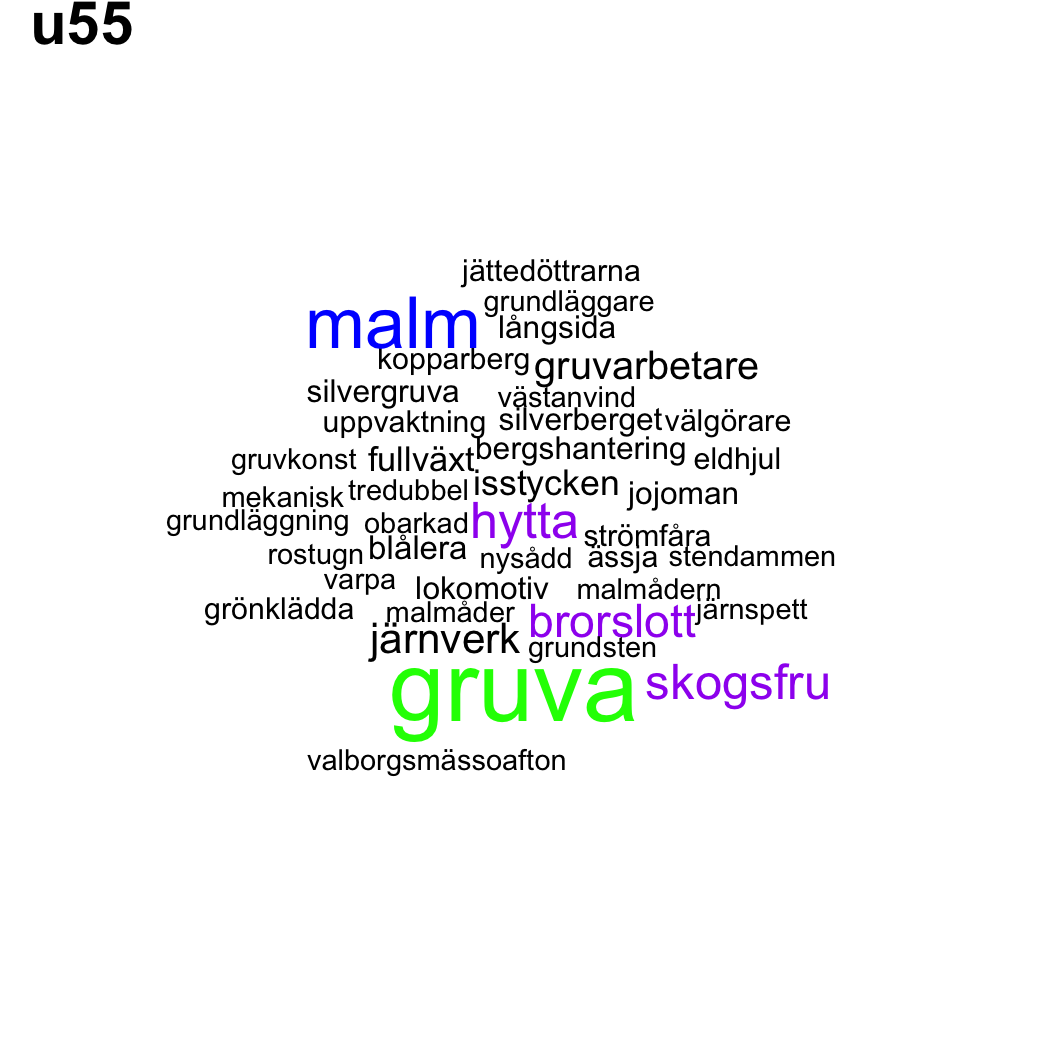 u55
jättedöttrarna
grundläggare
malm
långsida
kopparberg gruvarbetare
silvergruva västanvind
uppvaktning silverberget välgörare
gruvkonst fullväxt bergshantering eldhjul
mekanisk tredubbel isstycken jojoman
grundläggning obarkad hytta strömfåra
rostugn blålera nysådd ässja stendammen
varpa lokomotiv malmådern
grönklädda malmåder brorslott järnspett
järnverk grundsten
gruva skogsfru
valborgsmässoafton